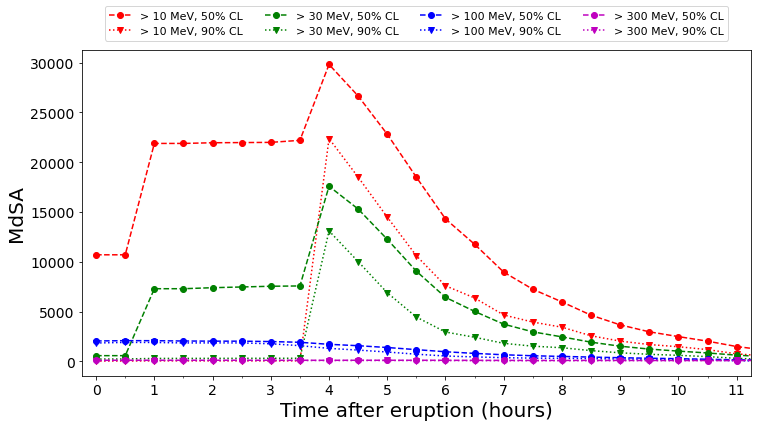 > 10 MeV, 50% CL > 30 MeV, 50% CL > 100 MeV, 50% CL > 300 MeV, 50% CL
> 10 MeV, 90% CL > 30 MeV, 90% CL > 100 MeV, 90% CL > 300 MeV, 90% CL
30000
25000
20000
15000
10000
5000
0
MdSA
0 1 2 3 4 5 6 7 8 9 10 11
Time after eruption (hours)